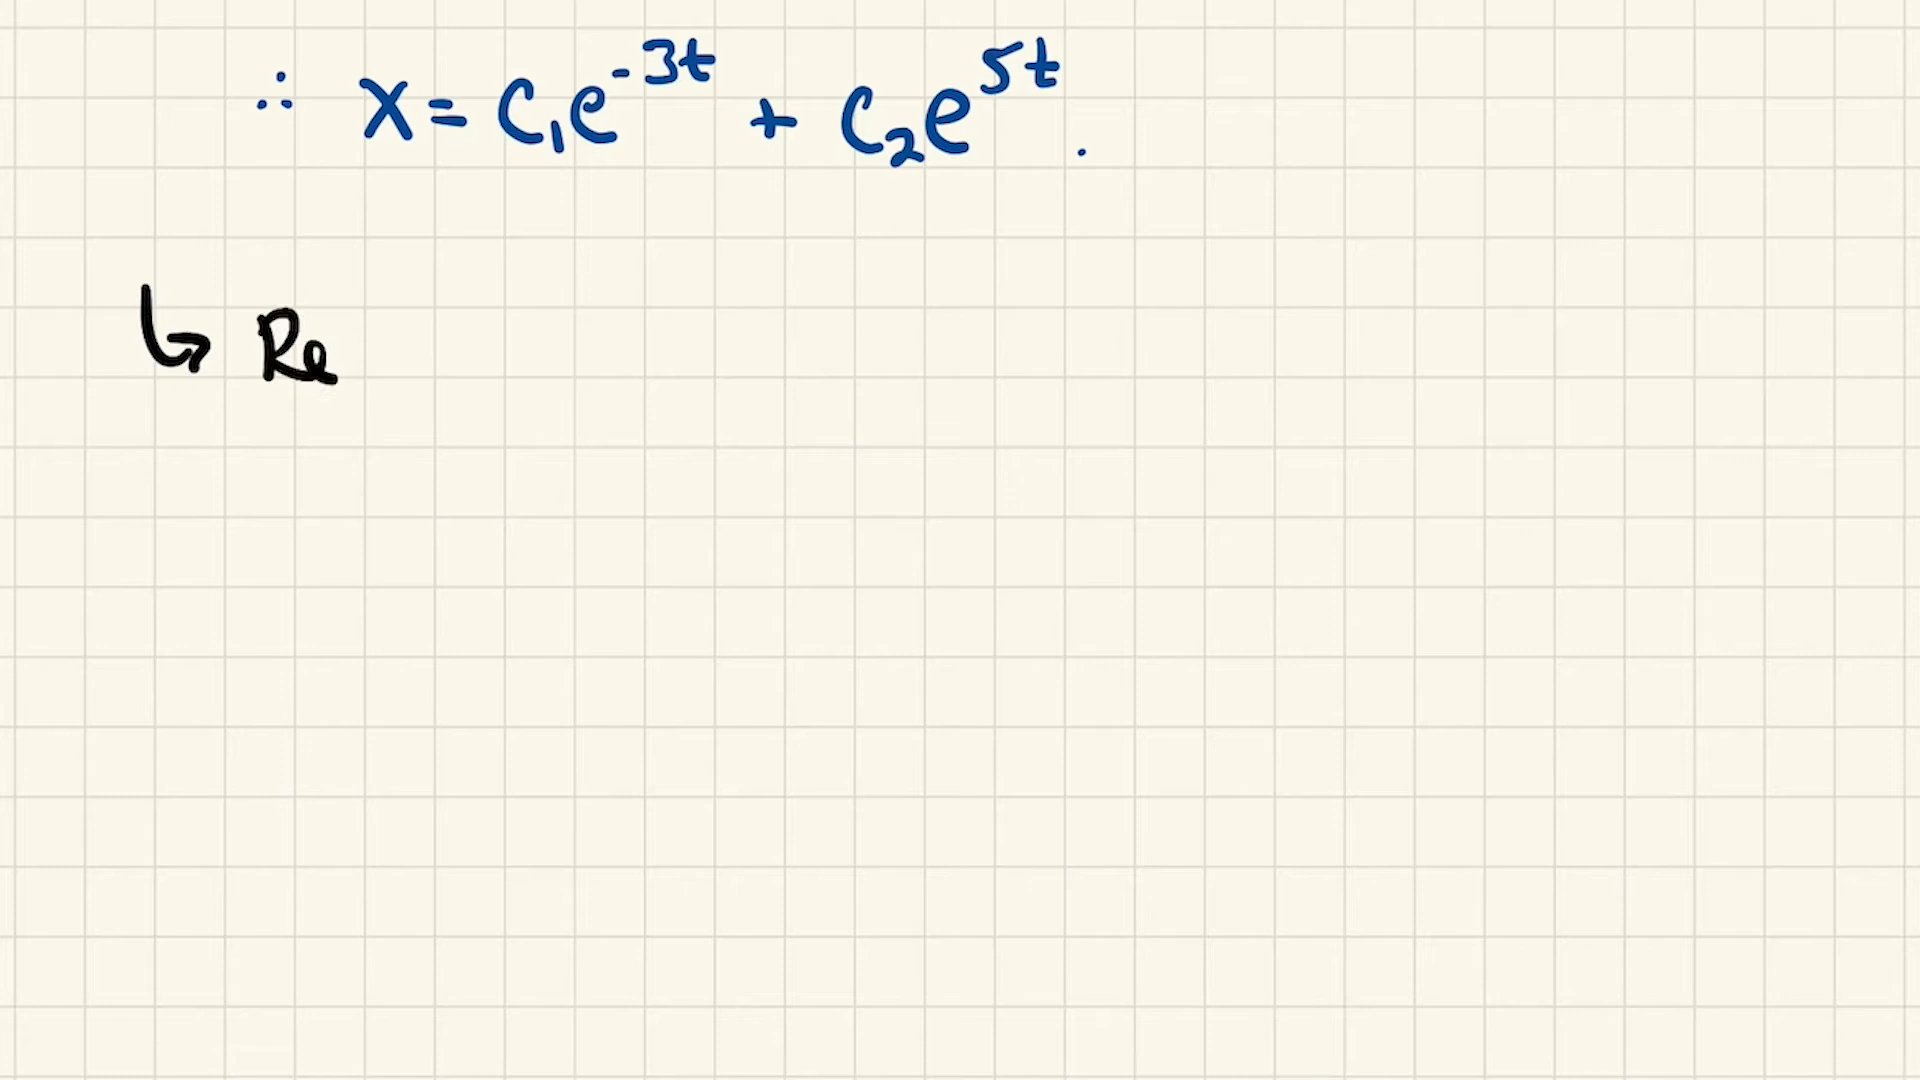 ∴ x = C₁e^{-3t} + C₂e^{5t}.
↳ Re